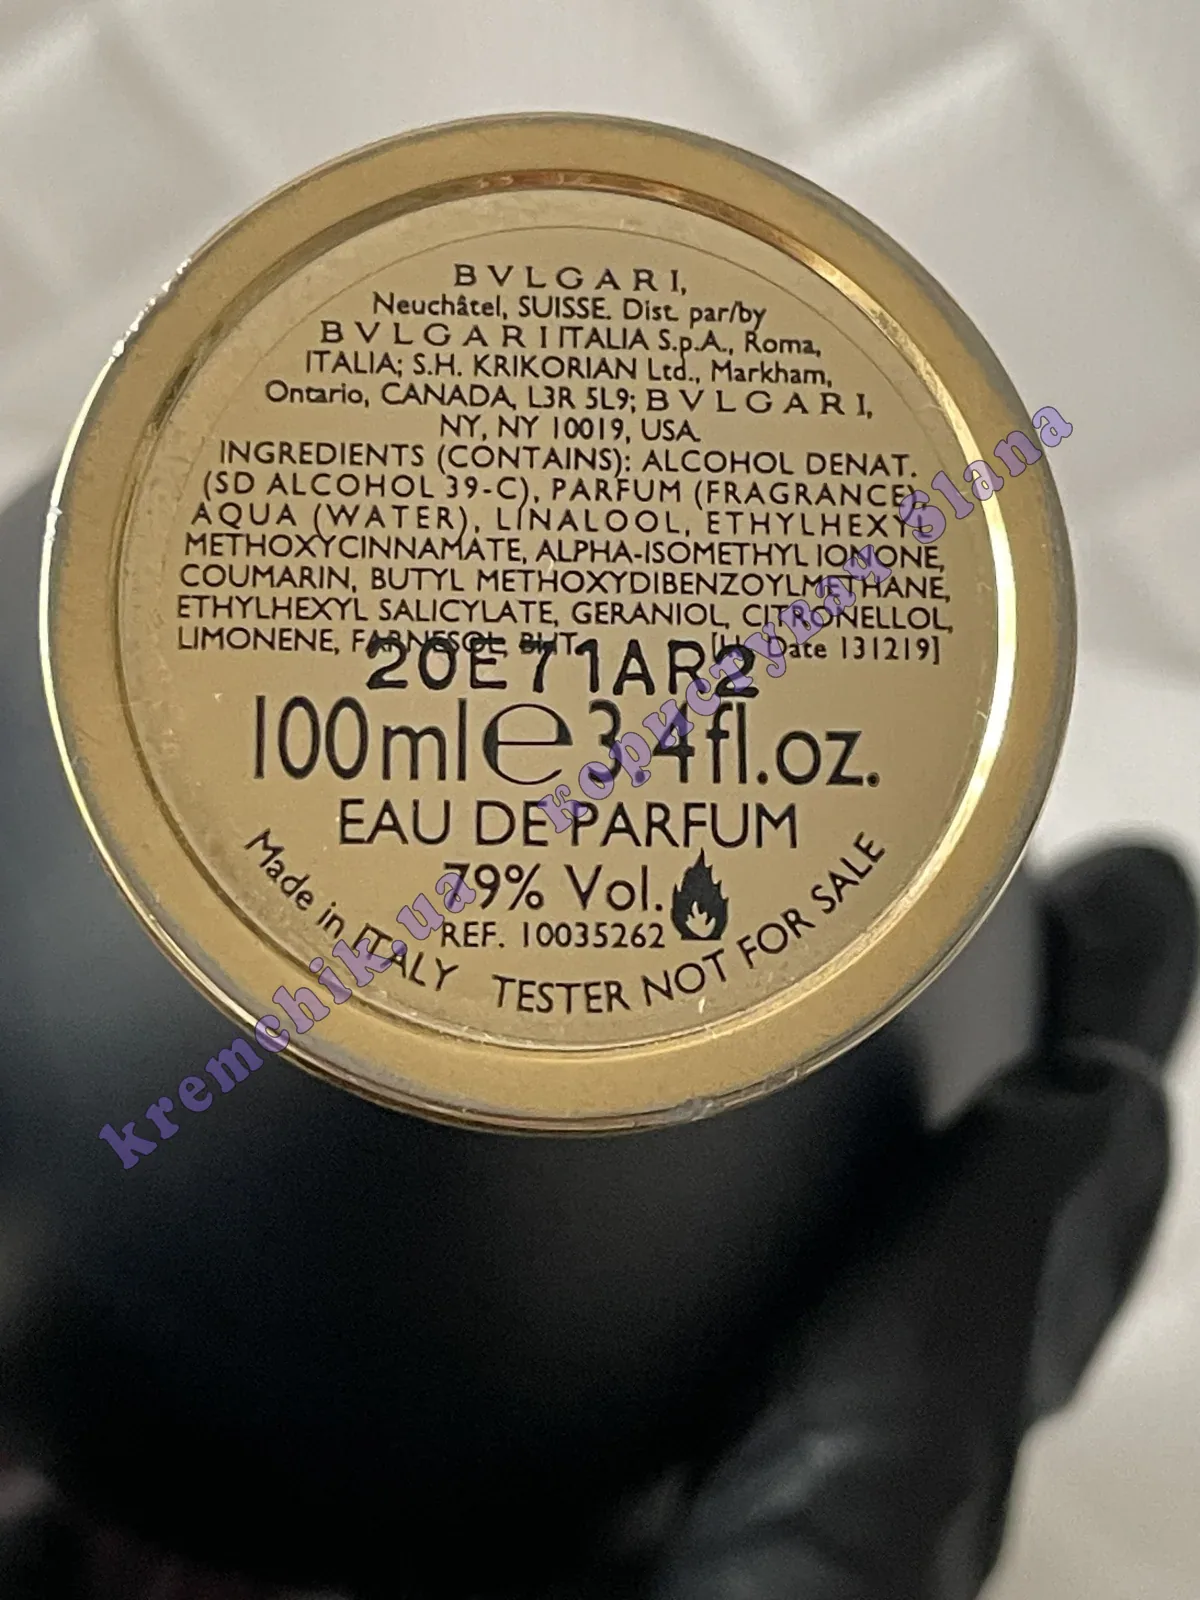 BVLGARI,
Neuchâtel, SUISSE. Dist. par/by
BVLGARI ITALIA S.p.A., Roma,
ITALIA; S.H. KRIKORIAN Ltd., Markham,
Ontario, CANADA, L3R 5L9; BVLGARI,
NY, NY 10019, USA.
INGREDIENTS (CONTAINS): ALCOHOL DENAT.
(SD ALCOHOL 39-C), PARFUM (FRAGRANCE),
AQUA (WATER), LINALOOL, ETHYLHEXYL
METHOXYCINNAMATE, ALPHA-ISOMETHYL IONONE,
COUMARIN, BUTYL METHOXYDIBENZOYLMETHANE,
ETHYLHEXYL SALICYLATE, GERANIOL, CITRONELLOL,
LIMONENE, FARNESOL, BHT. Date 131219]
20E71AR2
100ml e 3.4fl.oz.
EAU DE PARFUM
79% Vol.
REF. 10035262
Made in ITALY TESTER NOT FOR SALE
kremchik.ua користувач Slana